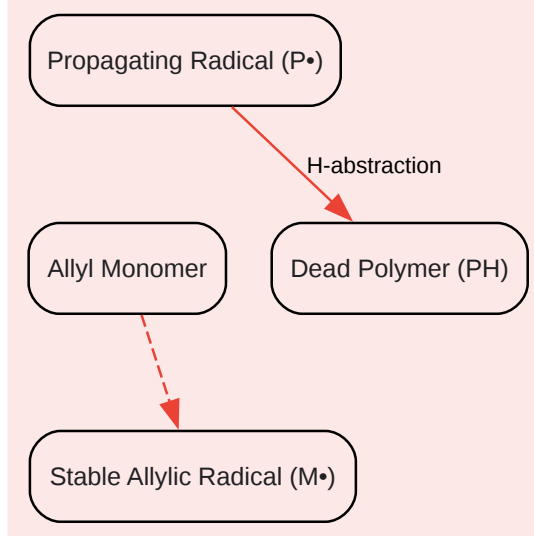 Propagating Radical (P•)
H-abstraction
Allyl Monomer
Dead Polymer (PH)
Stable Allylic Radical (M•)